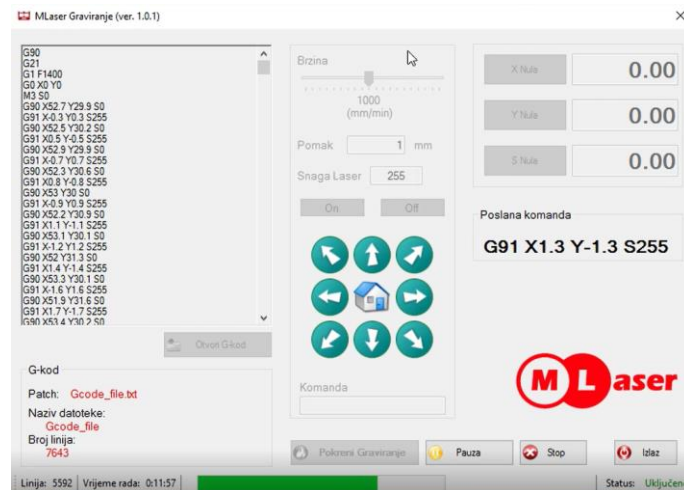 MLaser Graviranje (ver. 1.0.1)
G90
G21
G1 F1400
G0 X0 Y0
M3 S0
G90 X52.7 Y29.9 S0
G91 X-0.3 Y0.3 S255
G90 X52.5 Y30.2 S0
G91 X0.5 Y-0.5 S255
G90 X52.9 Y29.9 S0
G91 X-0.7 Y0.7 S255
G90 X52.3 Y30.6 S0
G91 X0.8 Y-0.8 S255
G90 X53 Y30 S0
G91 X-0.9 Y0.9 S255
G90 X52.2 Y30.9 S0
G91 X1.1 Y-1.1 S255
G90 X53.1 Y30.1 S0
G91 X-1.2 Y1.2 S255
G90 X52 Y31.3 S0
G91 X1.4 Y-1.4 S255
G90 X53.3 Y30.1 S0
G91 X-1.6 Y1.6 S255
G90 X51.9 Y31.6 S0
G91 X1.7 Y-1.7 S255
G90 X53.4 Y30.2 S0
Otvori G-kod
G-kod
Patch: Gcode_file.txt
Naziv datoteke:
Gcode_file
Broj linija:
7643
Brzina
1000
(mm/min)
Pomak 1 mm
Snaga Laser 255
On Off
Komanda
X Nula 0.00
Y Nula 0.00
S Nula 0.00
Poslana komanda
G91 X1.3 Y-1.3 S255
M Laser
Pokreni Graviranje Pauza Stop Izlaz
Linija: 5592 Vrijeme rada: 0:11:57 Status: Uključen